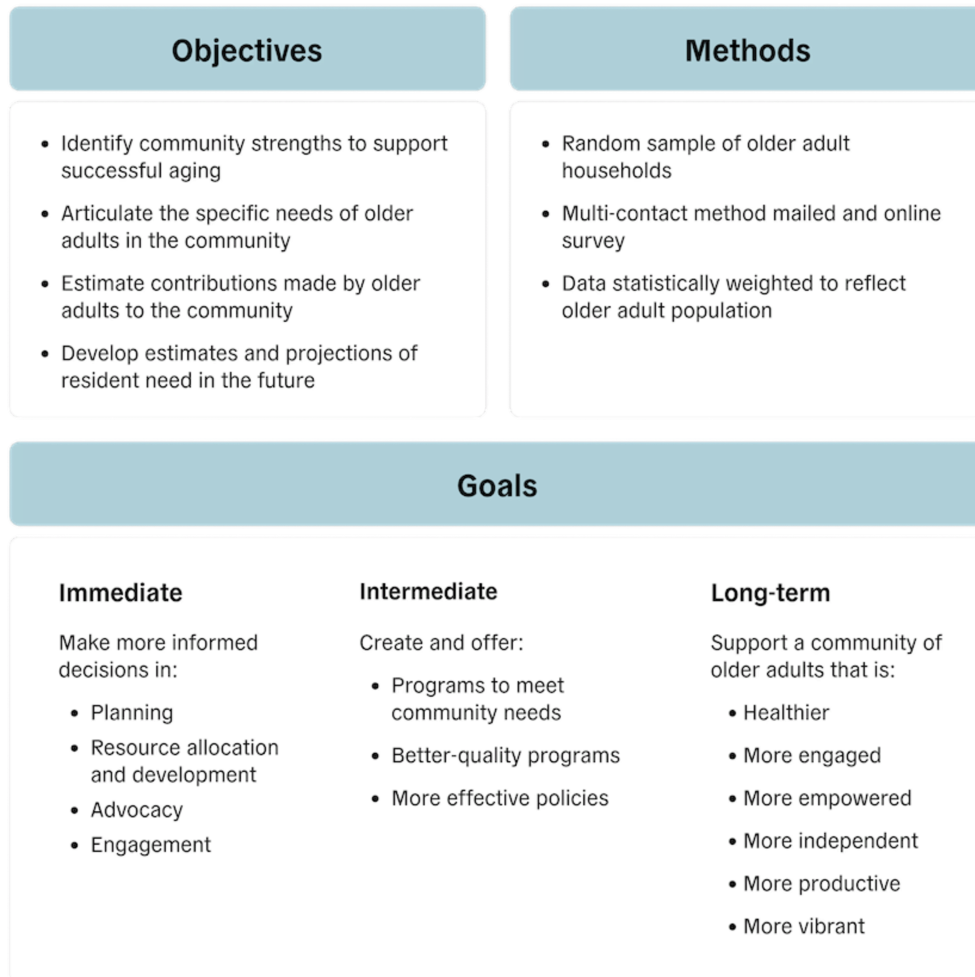 Objectives
• Identify community strengths to support
successful aging
• Articulate the specific needs of older
adults in the community
• Estimate contributions made by older
adults to the community
• Develop estimates and projections of
resident need in the future
Methods
• Random sample of older adult
households
• Multi-contact method mailed and online
survey
• Data statistically weighted to reflect
older adult population
Goals
Immediate
Make more informed
decisions in:
• Planning
• Resource allocation
and development
• Advocacy
• Engagement
Intermediate
Create and offer:
• Programs to meet
community needs
• Better-quality programs
• More effective policies
Long-term
Support a community of
older adults that is:
• Healthier
• More engaged
• More empowered
• More independent
• More productive
• More vibrant